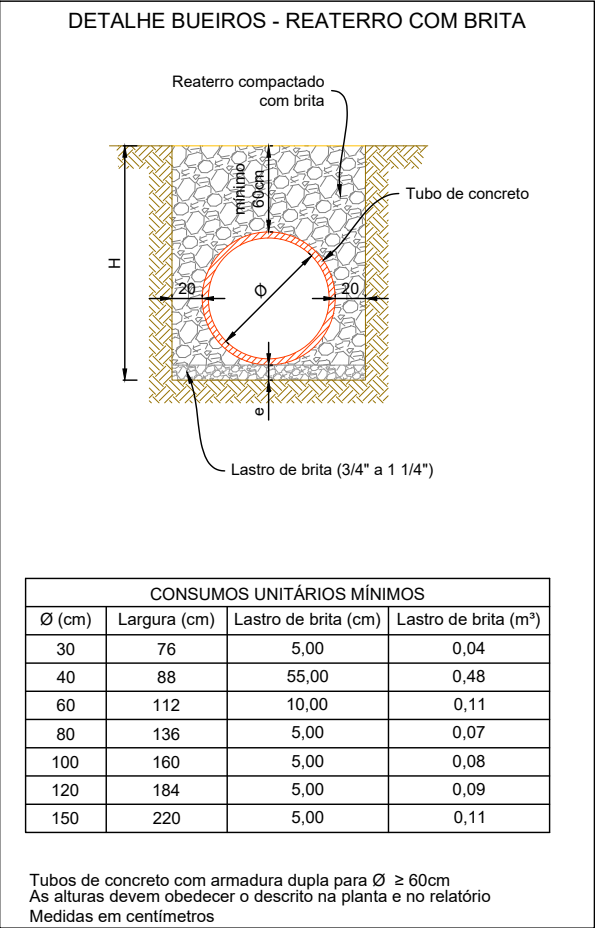 DETALHE BUEIROS - REATERRO COM BRITA
Reaterro compactado
com brita
mínimo
60cm
Tubo de concreto
H
20
Ø
20
e
Lastro de brita (3/4" a 1 1/4")
CONSUMOS UNITÁRIOS MÍNIMOS
Ø (cm) Largura (cm) Lastro de brita (cm) Lastro de brita (m³)
30 76 5,00 0,04
40 88 55,00 0,48
60 112 10,00 0,11
80 136 5,00 0,07
100 160 5,00 0,08
120 184 5,00 0,09
150 220 5,00 0,11
Tubos de concreto com armadura dupla para Ø ≥ 60cm
As alturas devem obedecer o descrito na planta e no relatório
Medidas em centímetros